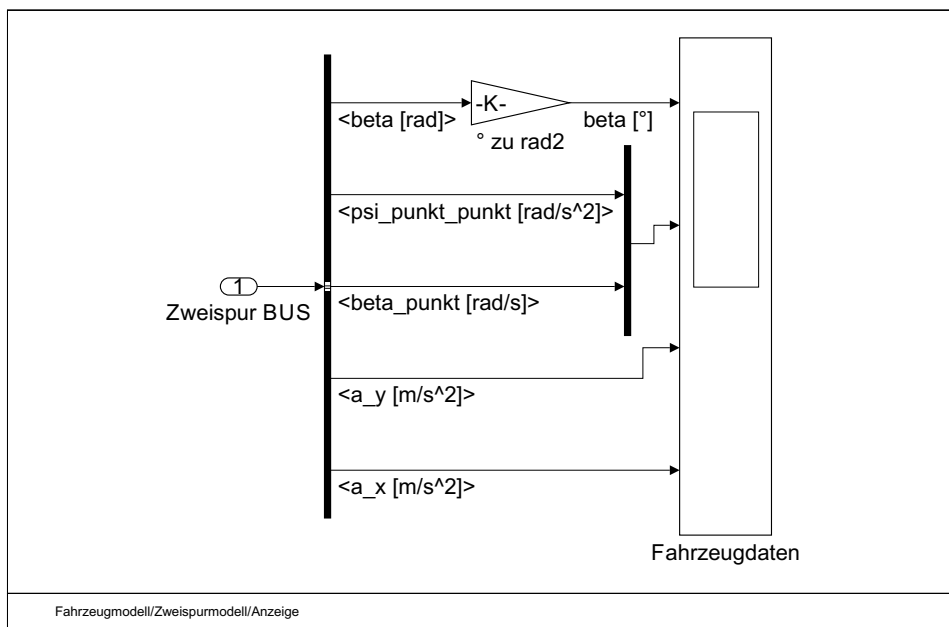 -K-
<beta [rad]>
beta [°]
° zu rad2
<psi_punkt_punkt [rad/s^2]>
1
Zweispur BUS
<beta_punkt [rad/s]>
<a_y [m/s^2]>
<a_x [m/s^2]>
Fahrzeugdaten
Fahrzeugmodell/Zweispurmodell/Anzeige